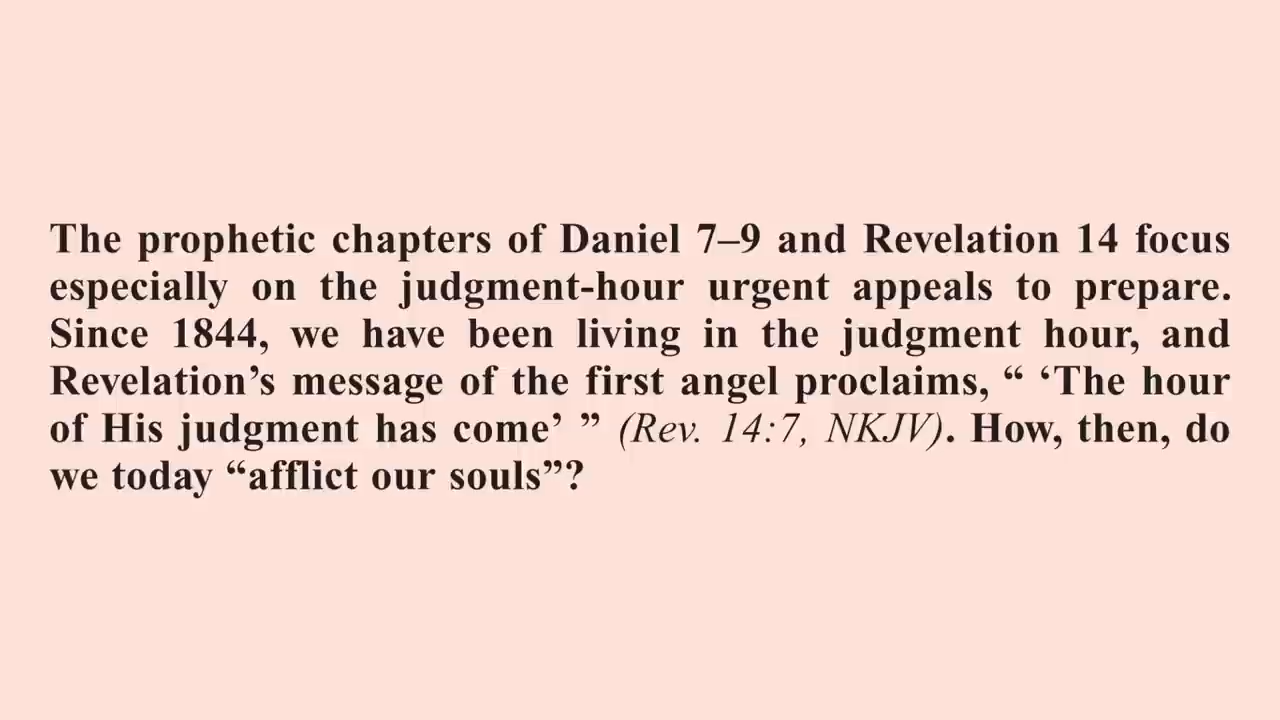 The prophetic chapters of Daniel 7–9 and Revelation 14 focus
especially on the judgment-hour urgent appeals to prepare.
Since 1844, we have been living in the judgment hour, and
Revelation’s message of the first angel proclaims, “ ‘The hour
of His judgment has come’ ” (Rev. 14:7, NKJV). How, then, do
we today “afflict our souls”?